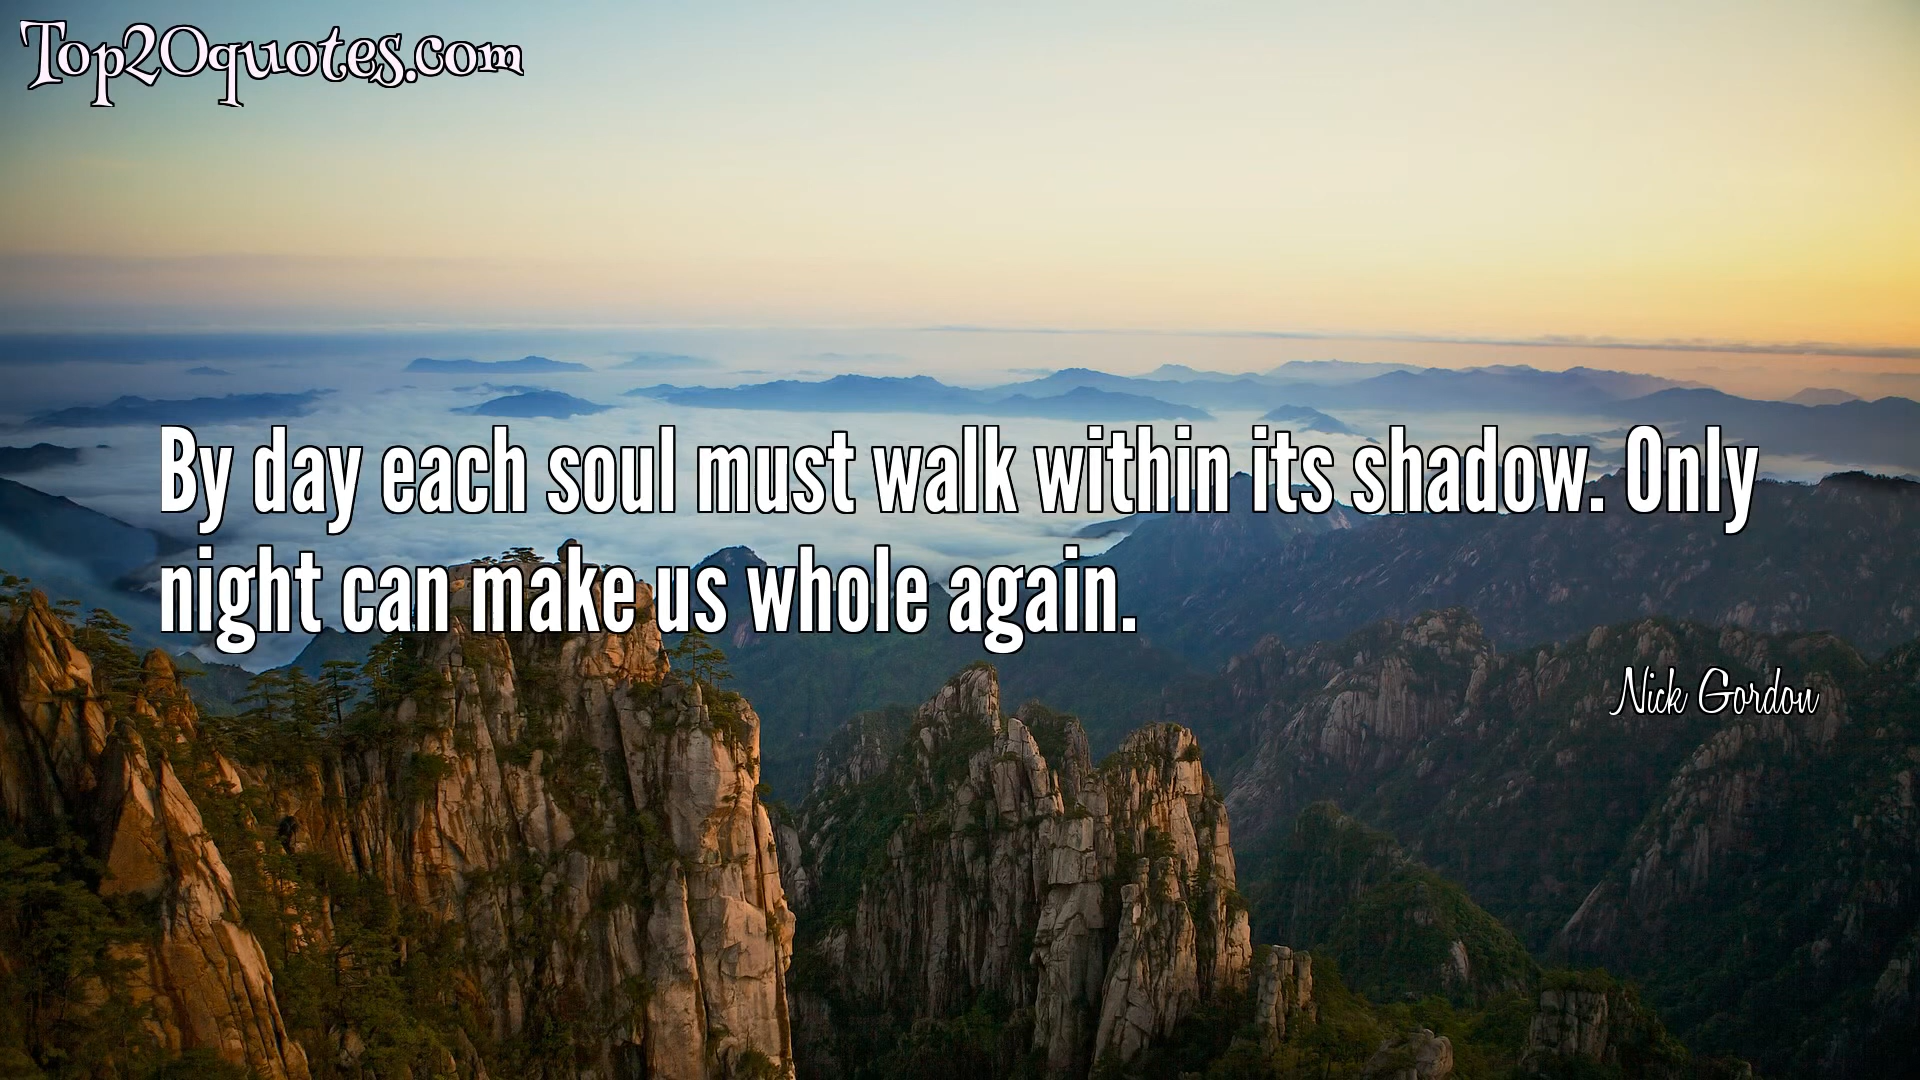 Top20quotes.com
By day each soul must walk within its shadow. Only
night can make us whole again.
Nick Gordon